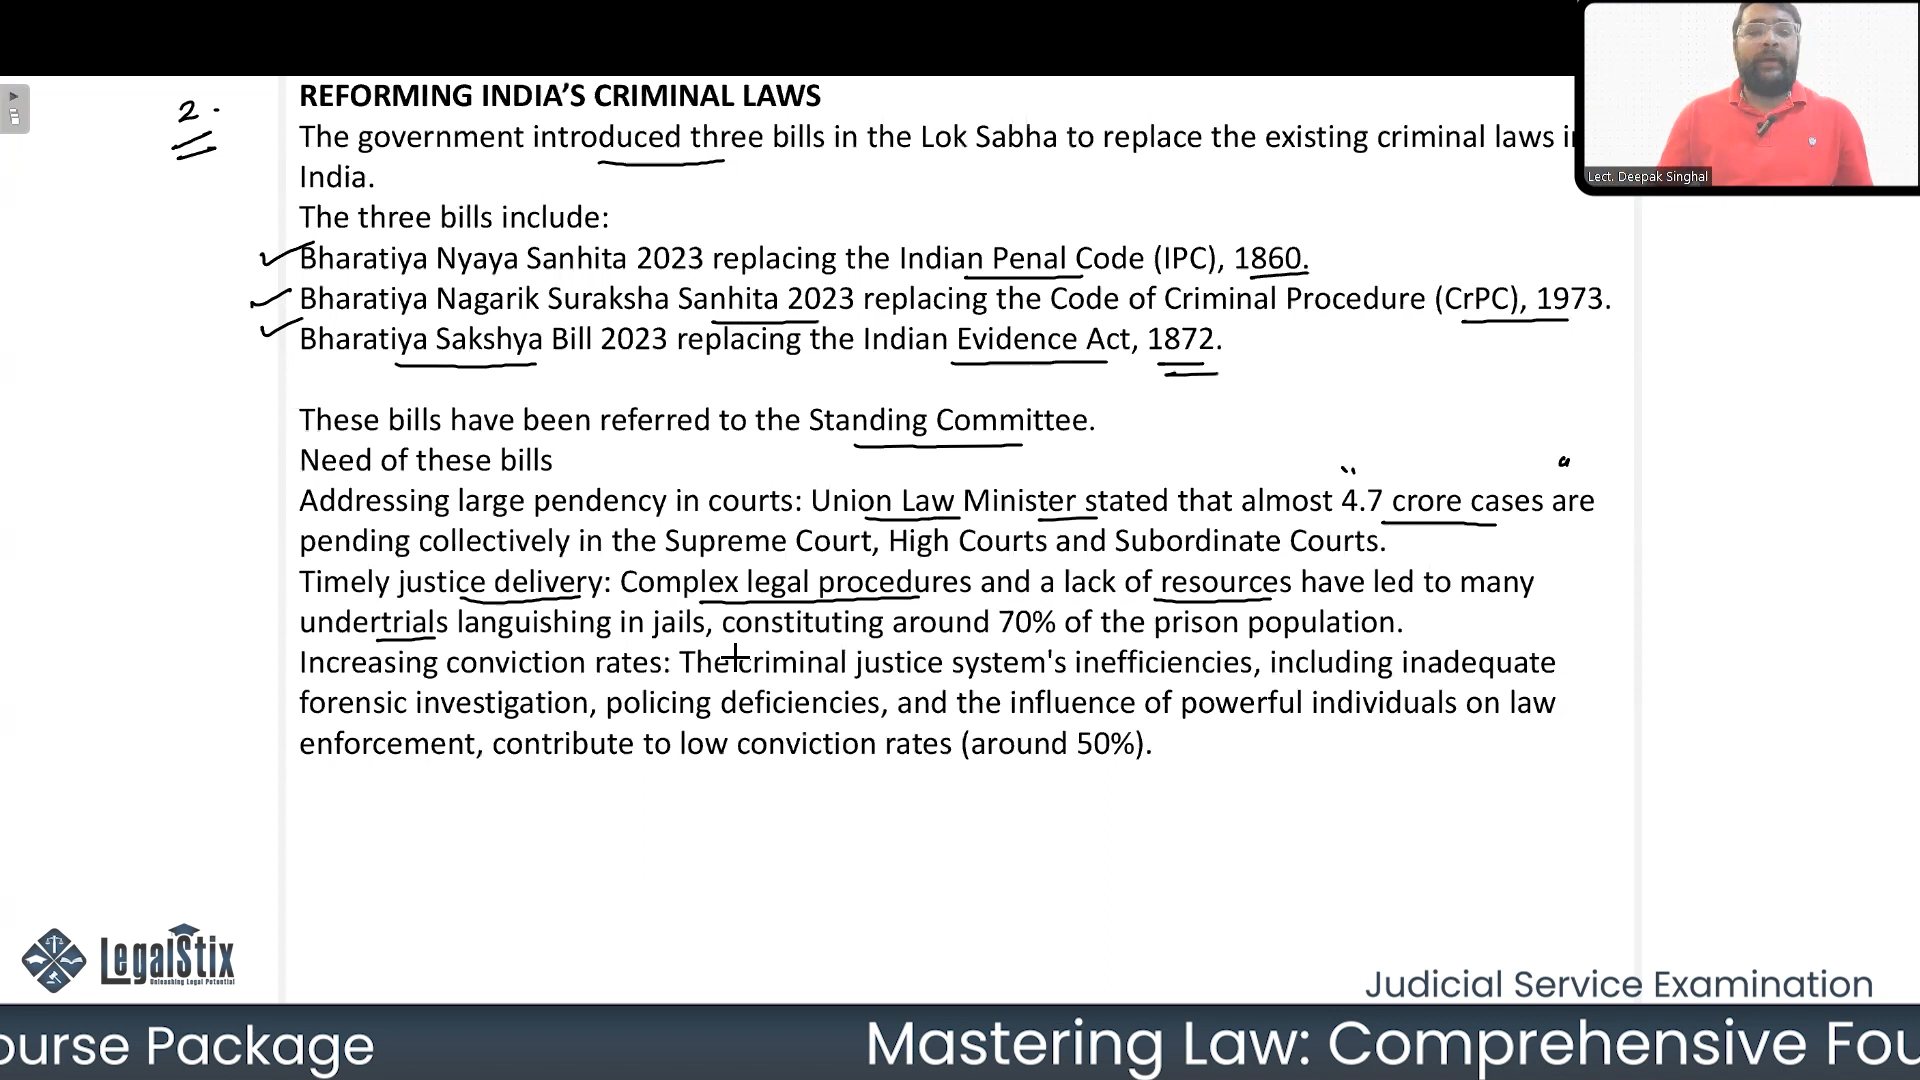 REFORMING INDIA’S CRIMINAL LAWS
2.
The government introduced three bills in the Lok Sabha to replace the existing criminal laws in
India.
Lect. Deepak Singhal
The three bills include:
Bharatiya Nyaya Sanhita 2023 replacing the Indian Penal Code (IPC), 1860.
Bharatiya Nagarik Suraksha Sanhita 2023 replacing the Code of Criminal Procedure (CrPC), 1973.
Bharatiya Sakshya Bill 2023 replacing the Indian Evidence Act, 1872.
These bills have been referred to the Standing Committee.
Need of these bills
Addressing large pendency in courts: Union Law Minister stated that almost 4.7 crore cases are
pending collectively in the Supreme Court, High Courts and Subordinate Courts.
Timely justice delivery: Complex legal procedures and a lack of resources have led to many
undertrials languishing in jails, constituting around 70% of the prison population.
Increasing conviction rates: The criminal justice system's inefficiencies, including inadequate
forensic investigation, policing deficiencies, and the influence of powerful individuals on law
enforcement, contribute to low conviction rates (around 50%).
LegalStix
Unleashing Legal Potential
Judicial Service Examination
ourse Package Mastering Law: Comprehensive Fou